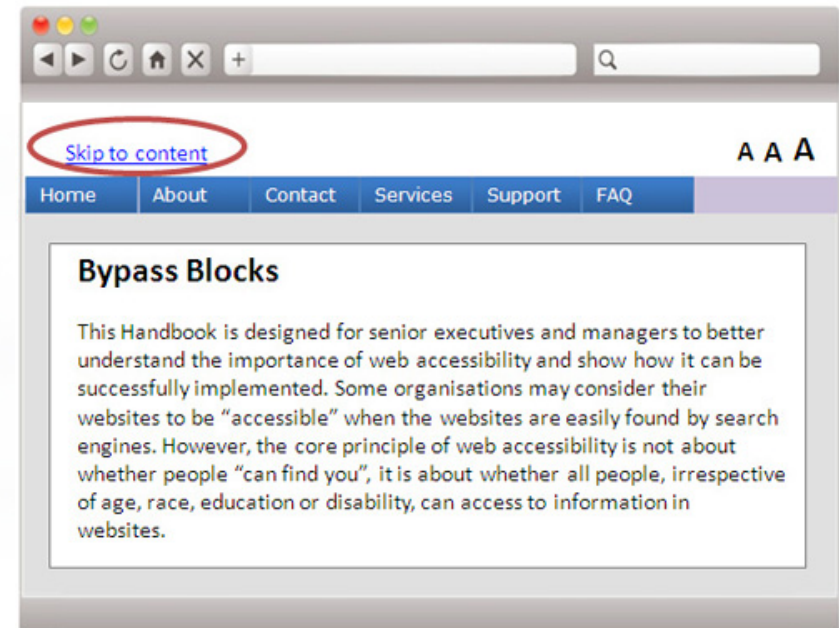 Skip to content
A A A
Home About Contact Services Support FAQ
Bypass Blocks
This Handbook is designed for senior executives and managers to better
understand the importance of web accessibility and show how it can be
successfully implemented. Some organisations may consider their
websites to be “accessible” when the websites are easily found by search
engines. However, the core principle of web accessibility is not about
whether people “can find you”, it is about whether all people, irrespective
of age, race, education or disability, can access to information in
websites.